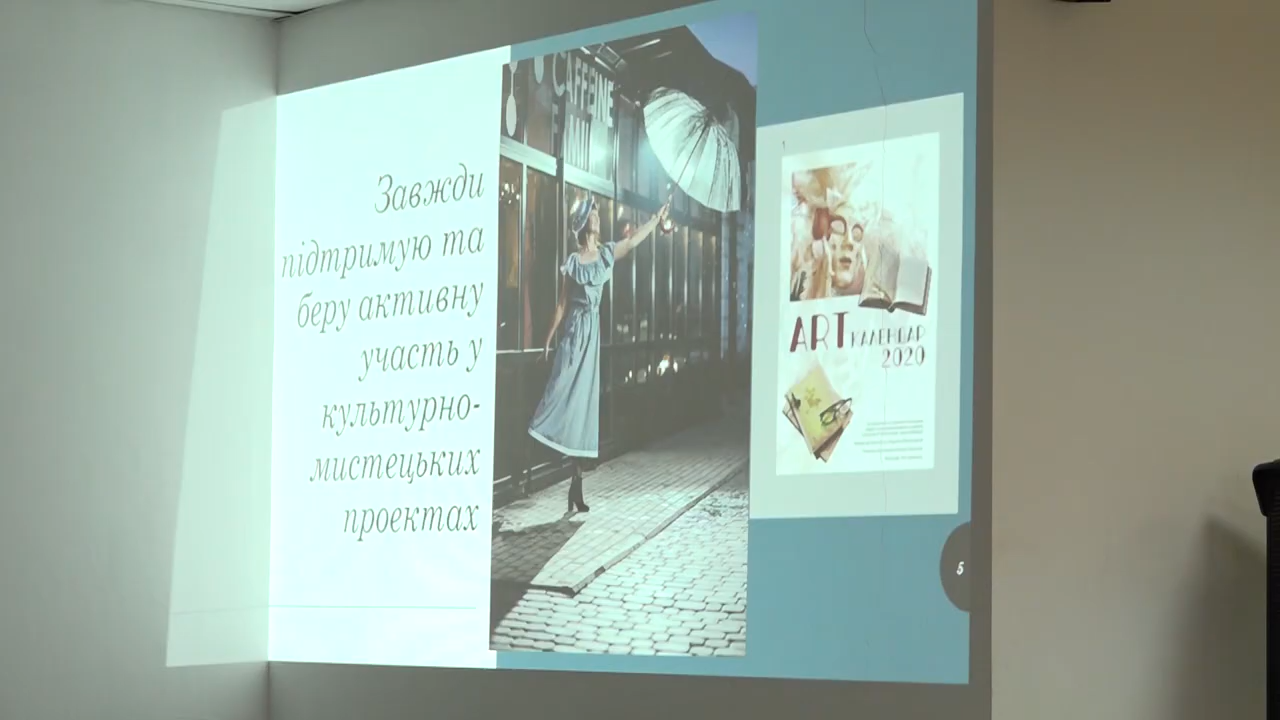 Завжди
підтримую та
беру активну
участь у
культурно-
мистецьких
проектах
CAFFEINE
ART КАЛЕНДАР
2020
5